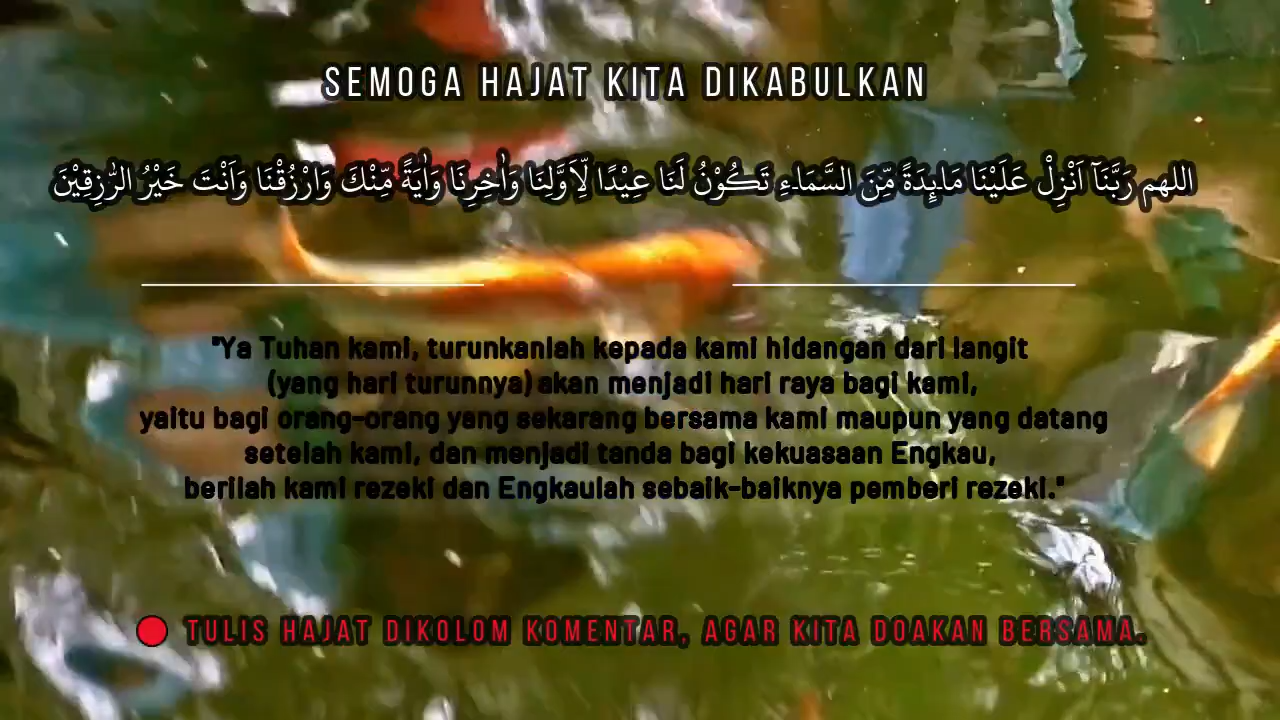 SEMOGA HAJAT KITA DIKABULKAN
اللهم رَبَّنَآ اَنْزِلْ عَلَيْنَا مَاۤىِٕدَةً مِّنَ السَّمَاۤءِ تَكُوْنُ لَنَا عِيْدًا لِّاَوَّلِنَا وَاٰخِرِنَا وَاٰيَةً مِّنْكَ وَارْزُقْنَا وَاَنْتَ خَيْرُ الرّٰزِقِيْنَ
"Ya Tuhan kami, turunkanlah kepada kami hidangan dari langit
(yang hari turunnya) akan menjadi hari raya bagi kami,
yaitu bagi orang-orang yang sekarang bersama kami maupun yang datang
setelah kami, dan menjadi tanda bagi kekuasaan Engkau,
berilah kami rezeki dan Engkaulah sebaik-baiknya pemberi rezeki."
TULIS HAJAT DIKOLOM KOMENTAR, AGAR KITA DOAKAN BERSAMA.